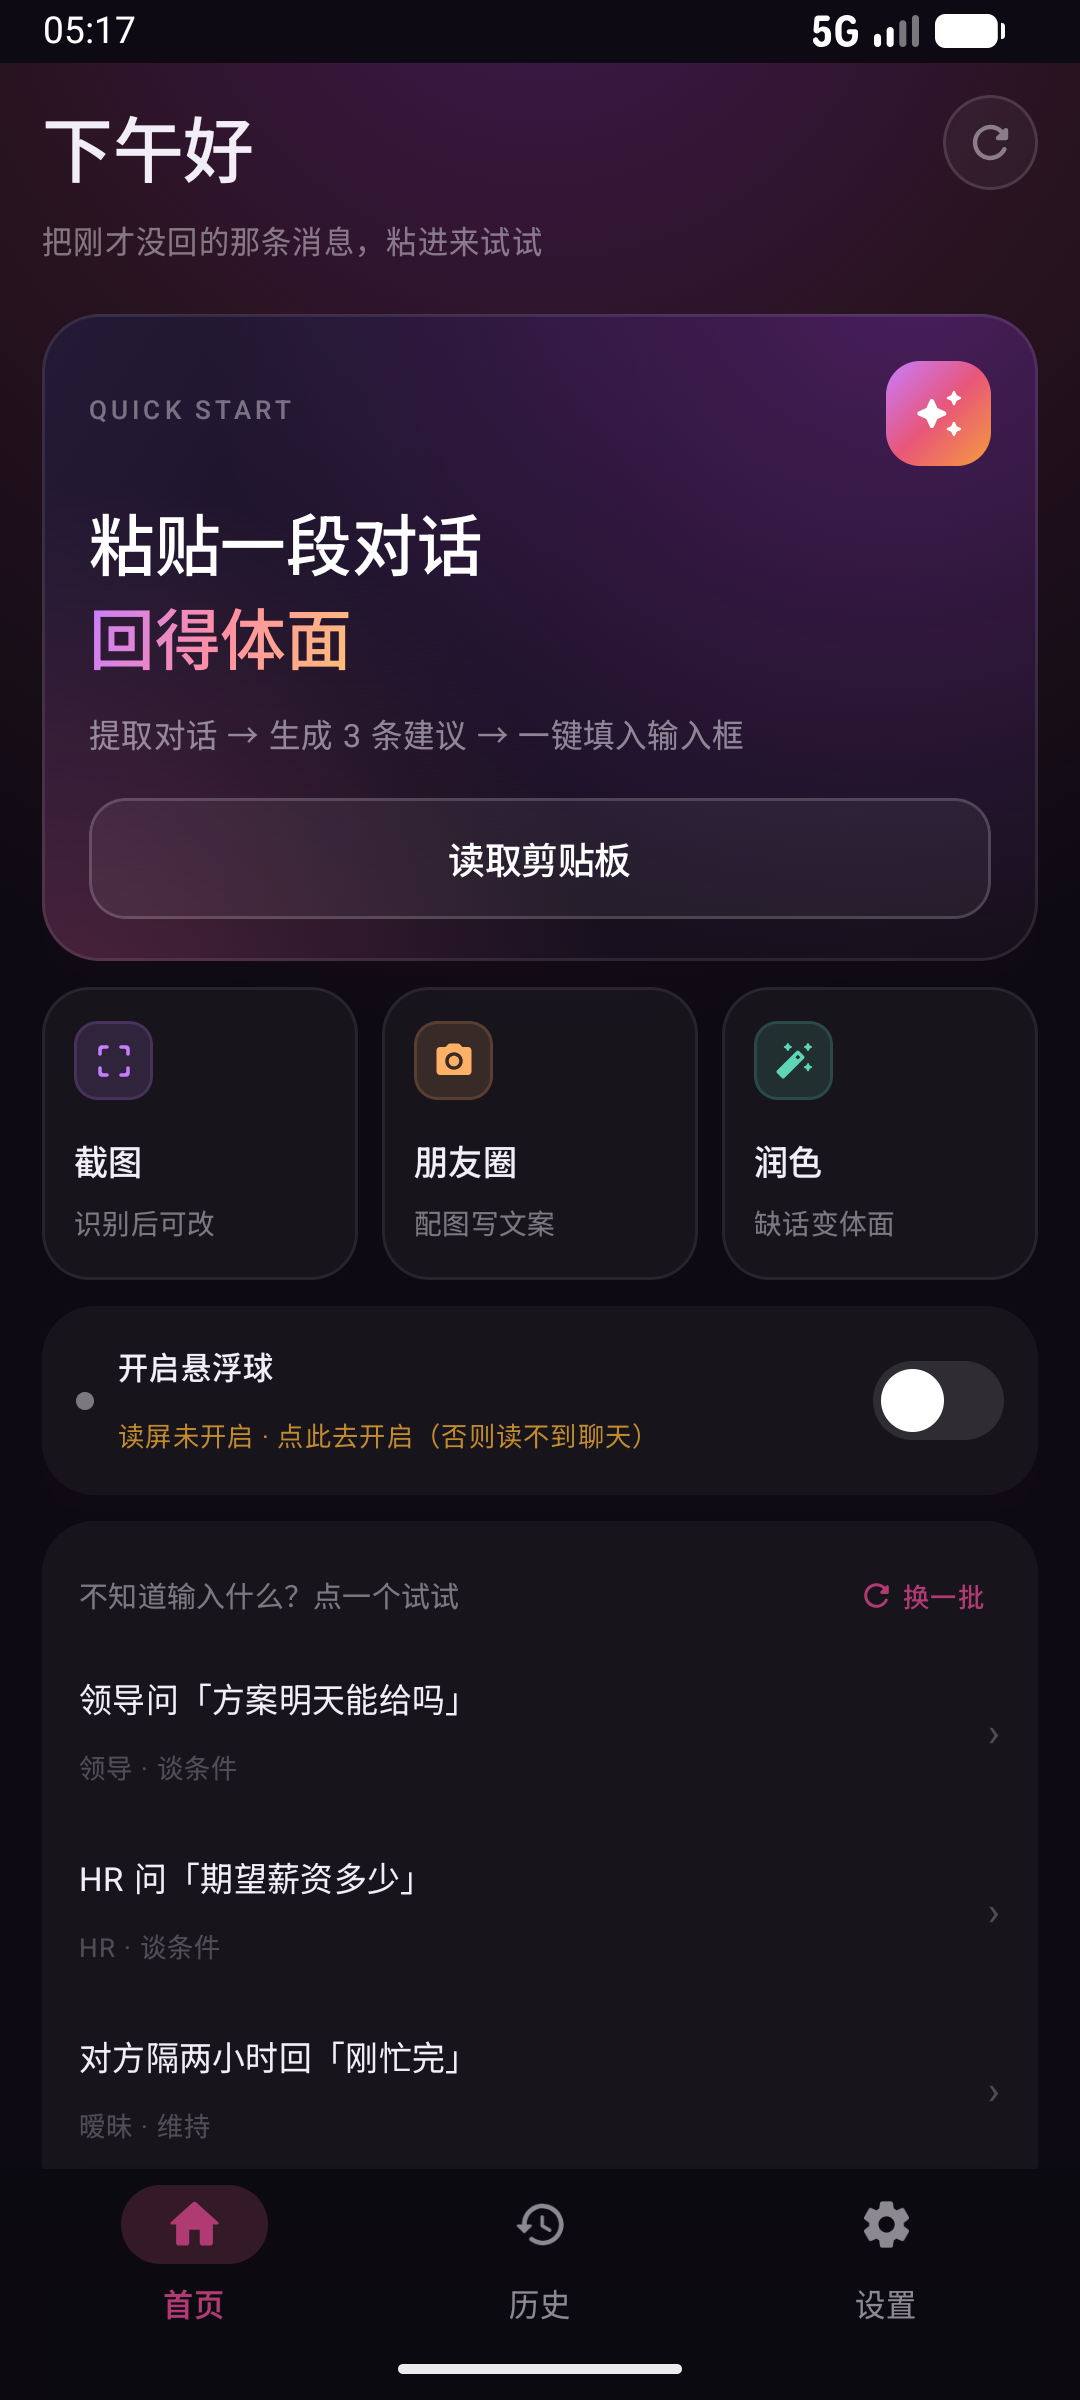 05:17
5G
下午好
把刚才没回的那条消息，粘进来试试
QUICK START
粘贴一段对话
回得体面
提取对话 → 生成 3 条建议 → 一键填入输入框
读取剪贴板
截图
识别后可改
朋友圈
配图写文案
润色
缺话变体面
开启悬浮球
读屏未开启 · 点此去开启（否则读不到聊天）
不知道输入什么？点一个试试
换一批
领导问「方案明天能给吗」
领导 · 谈条件
HR 问「期望薪资多少」
HR · 谈条件
对方隔两小时回「刚忙完」
暧昧 · 维持
首页
历史
设置